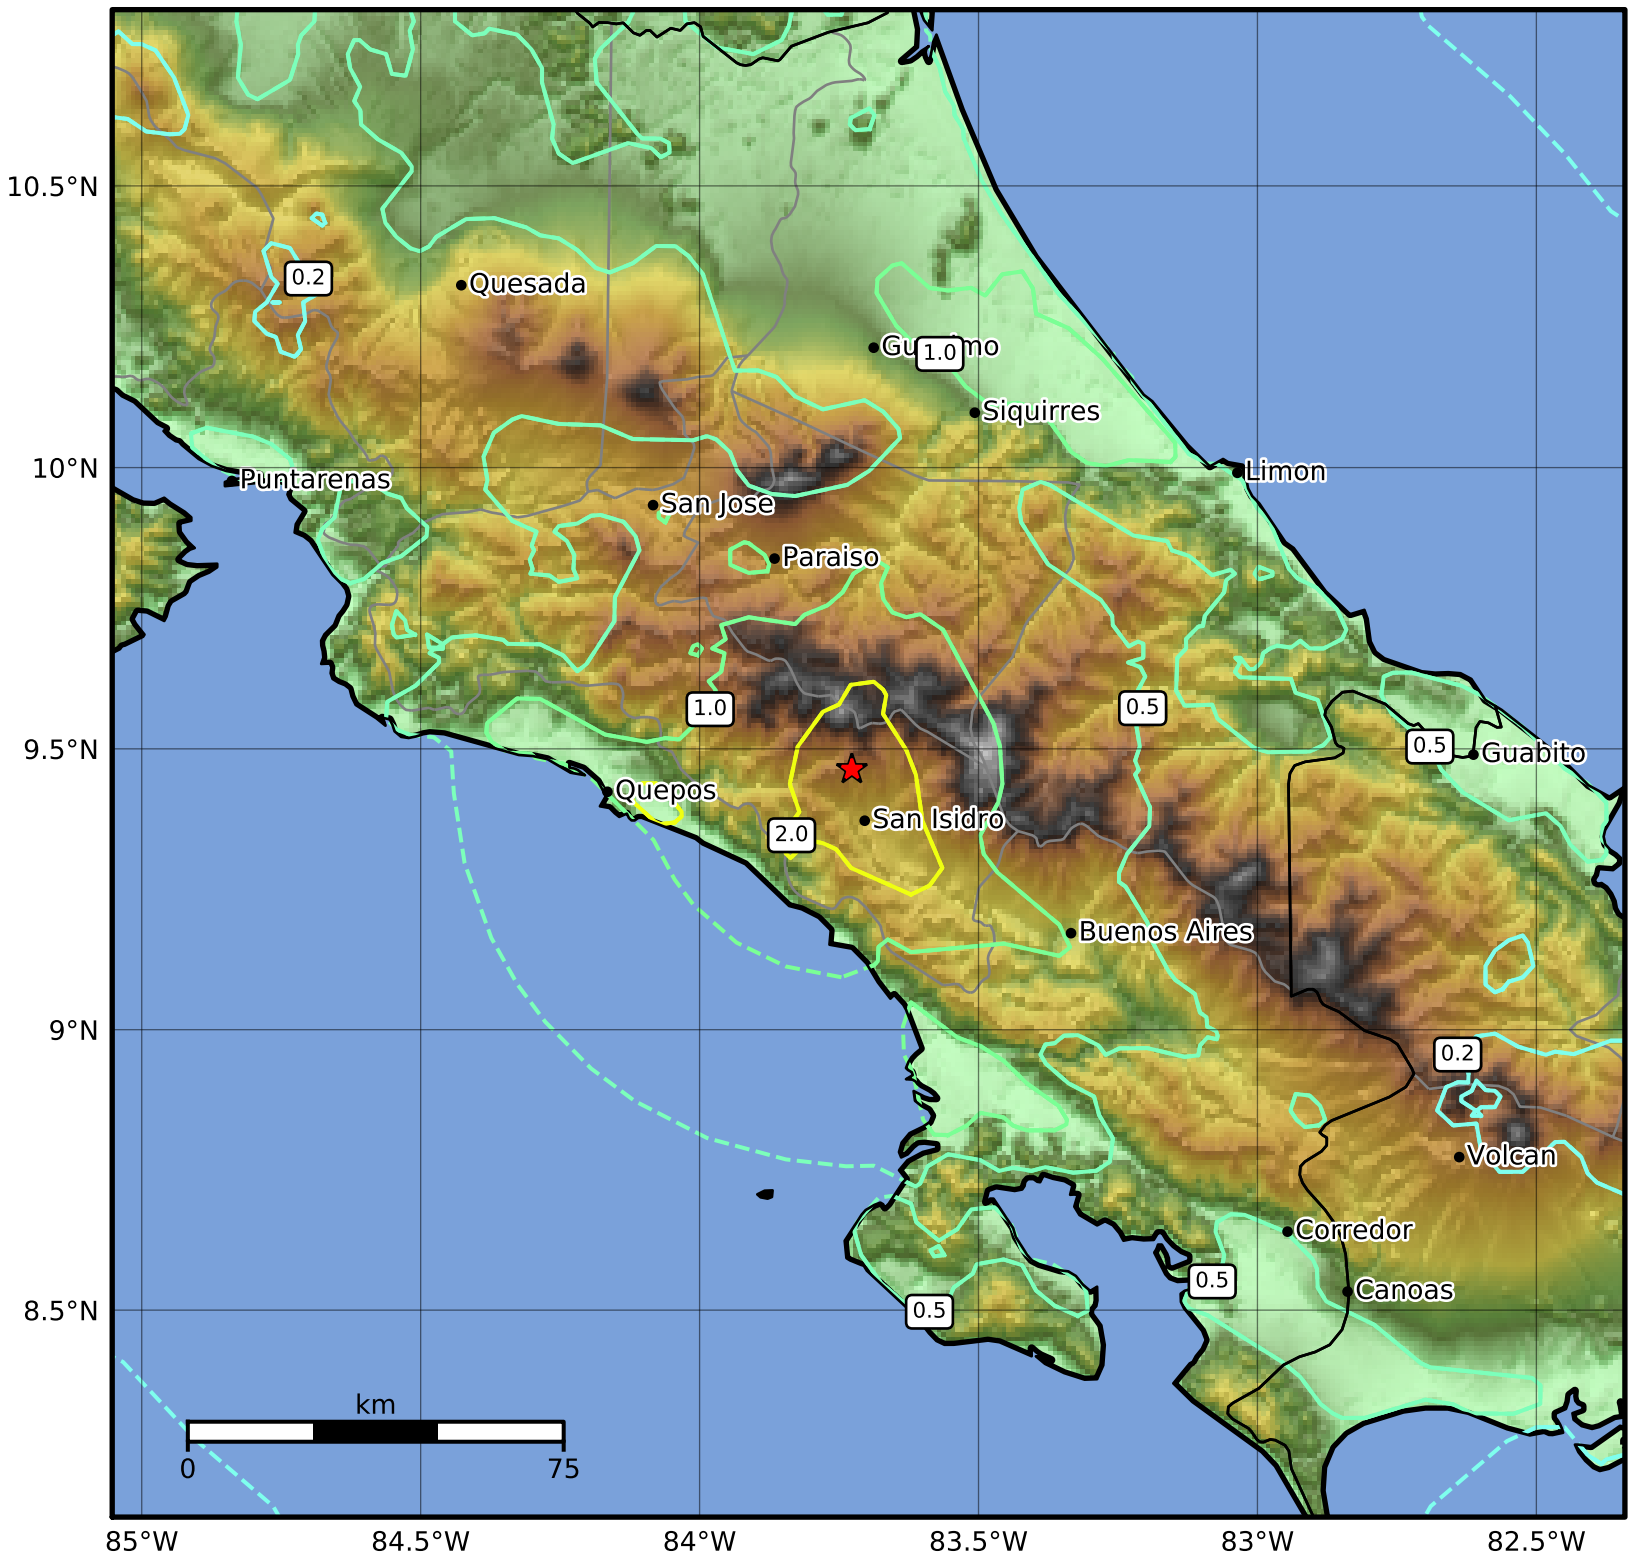 10.5°N
0.2
Quesada
1.0
Siquirres
10°N
Puntarenas
Limon
San Jose
Paraiso
1.0
0.5
9.5°N
0.5
Guabito
Quepos
San Isidro
2.0
Buenos Aires
9°N
0.2
Volcan
Corredor
0.5
Canoas
8.5°N
0.5
km
0
75
85°W
84.5°W
84°W
83.5°W
83°W
82.5°W